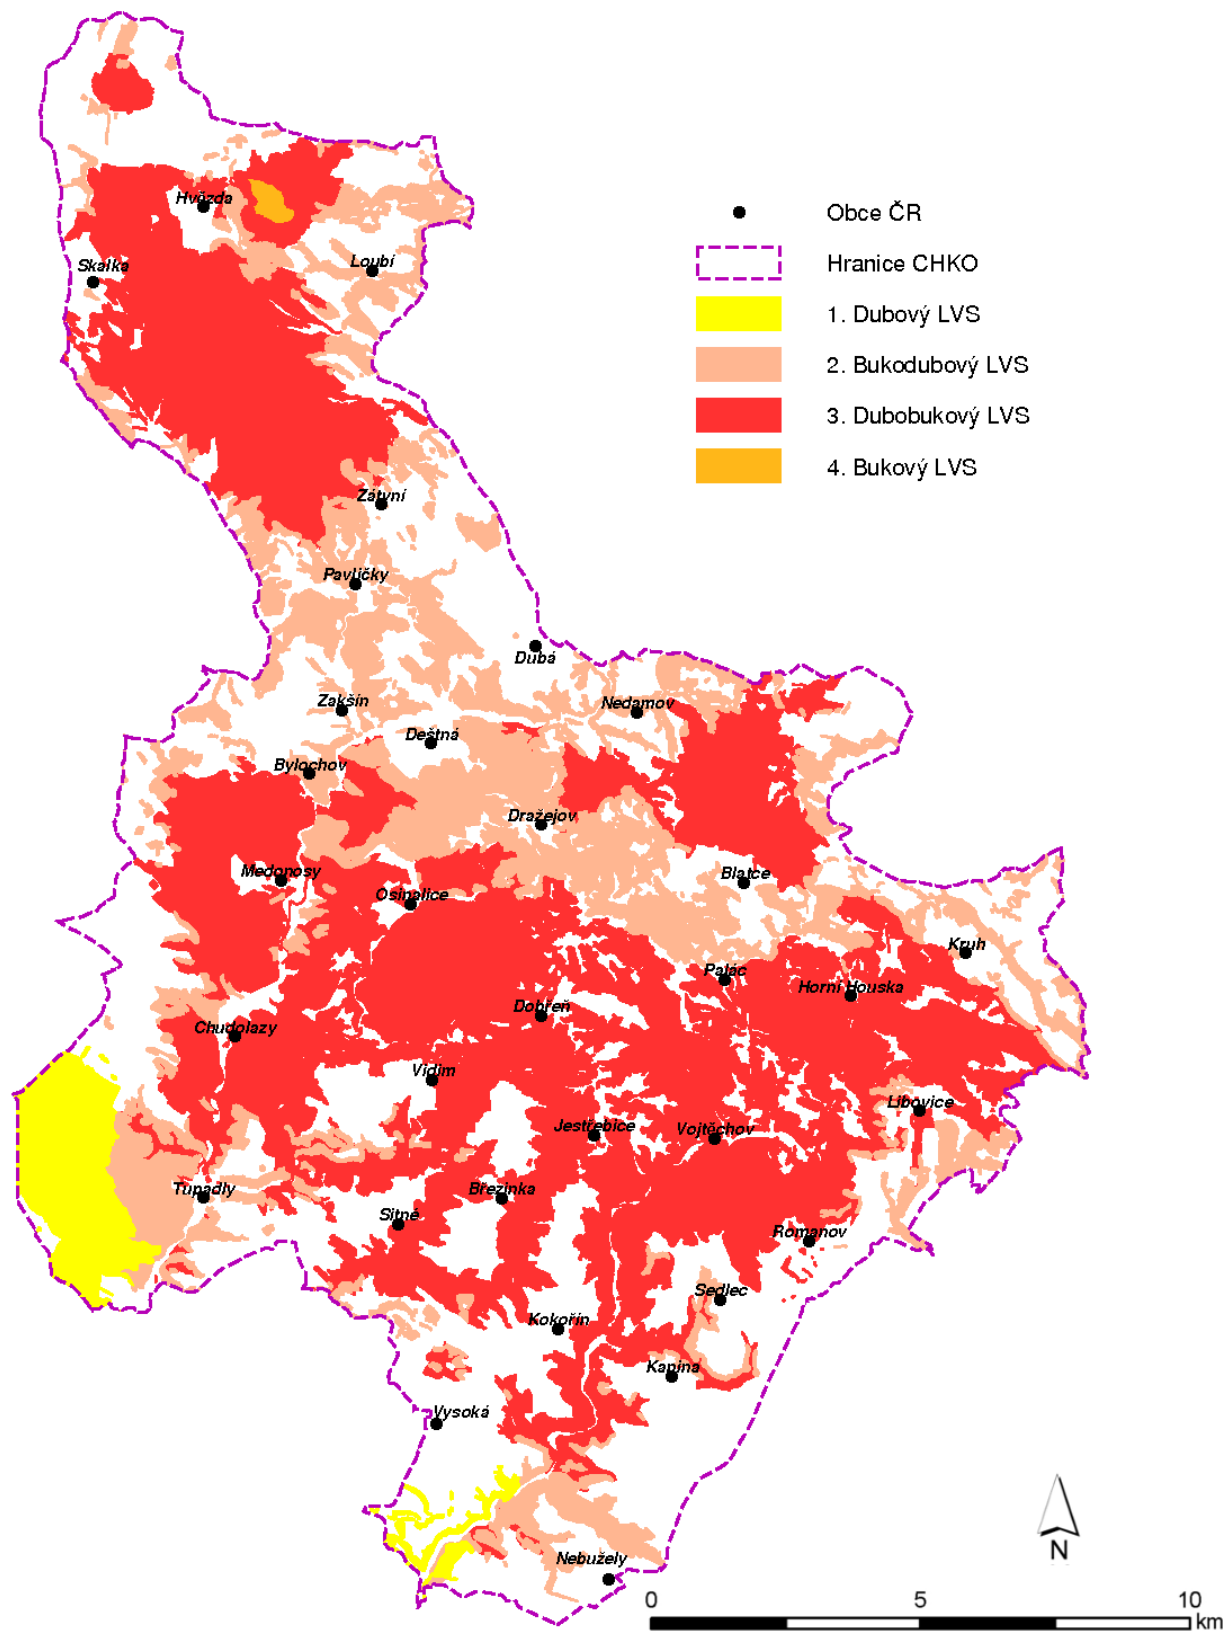 Obce ČR
Hranice CHKO
1. Dubový LVS
2. Bukodubový LVS
3. Dubobukový LVS
4. Bukový LVS
Hvězda
Skalka
Loubí
Zátyní
Pavličky
Dubá
Zakšín
Nedamov
Deštná
Bylochov
Dražejov
Medonosy
Blatce
Osinalice
Kruh
Palác
Horní Houska
Dobřeň
Chudolazy
Vidim
Libovice
Jestřebice
Vojtěchov
Tupadly
Březinka
Sitné
Romanov
Sedlec
Kokořín
Kanina
Vysoká
Nebužely
N
0 5 10
km